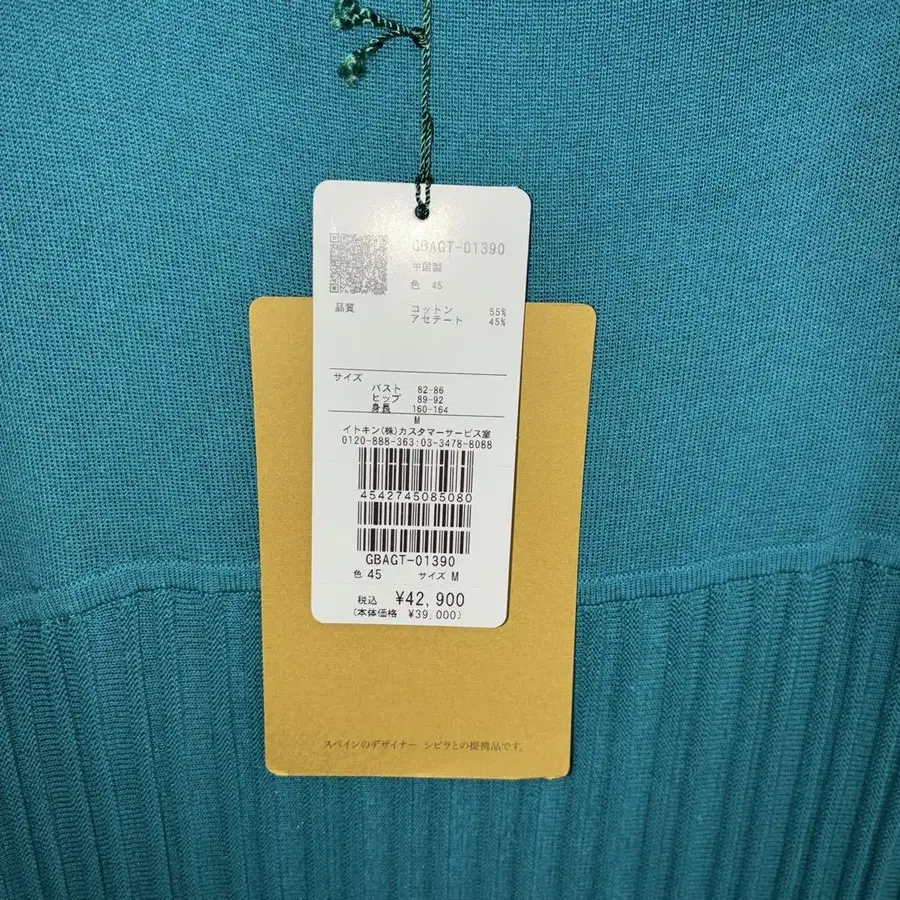 GBAGT-01390
中国製
色 45
品質 コットン 55%
アセテート 45%
サイズ
バスト 82-86
ヒップ 89-92
身長 160-164
M
イトキン(株)カスタマーサービス室
0120-888-363:03-3478-8088
4542745085080
GBAGT-01390
色 45 サイズ M
税込 ¥42,900
(本体価格 ¥39,000)
スペインのデザイナー シビラとの提携品です。